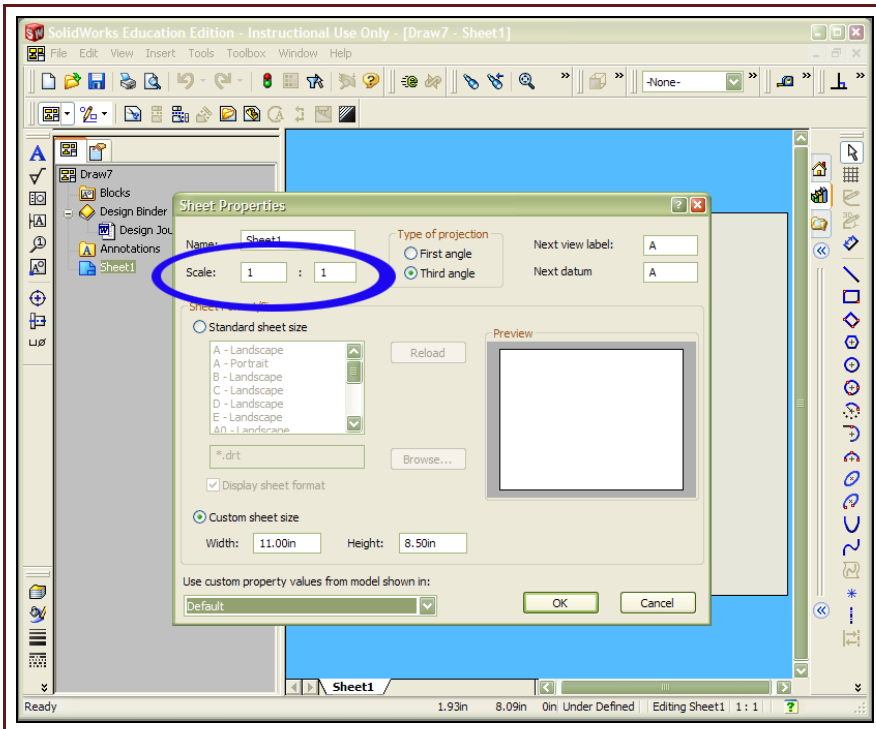 SolidWorks Education Edition - Instructional Use Only - [Draw7 - Sheet1]
File Edit View Insert Tools Toolbox Window Help
-None-
Draw7
Blocks
Design Binder
Design Jou
Annotations
Sheet1
Sheet Properties
Name: Sheet1
Type of projection
First angle
Third angle
Next view label: A
Scale: 1 : 1
Next datum A
Standard sheet size
A - Landscape
A - Portrait
B - Landscape
C - Landscape
D - Landscape
E - Landscape
A0 - Landscape
Reload
Preview
*.drt
Browse...
Display sheet format
Custom sheet size
Width: 11.00in Height: 8.50in
Use custom property values from model shown in:
Default
OK Cancel
Sheet1
Ready 1.93in 8.09in 0in Under Defined Editing Sheet1 1 : 1